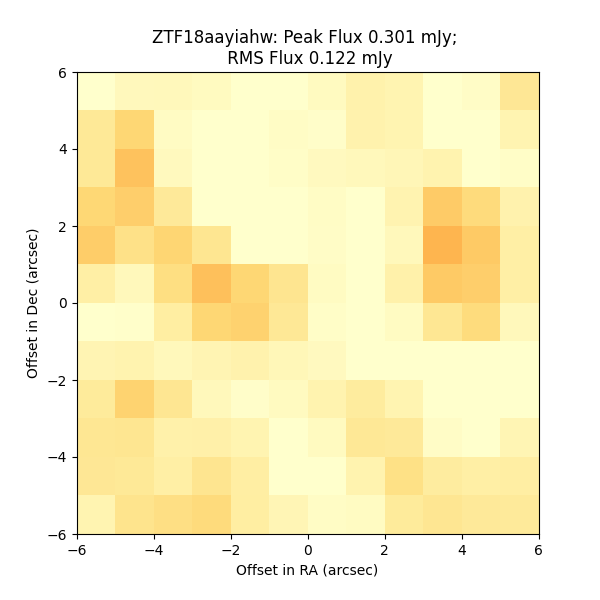 ZTF18aayiahw: Peak Flux 0.301 mJy;
RMS Flux 0.122 mJy
6
4
2
0
−2
−4
−6
Offset in Dec (arcsec)
−6 −4 −2 0 2 4 6
Offset in RA (arcsec)